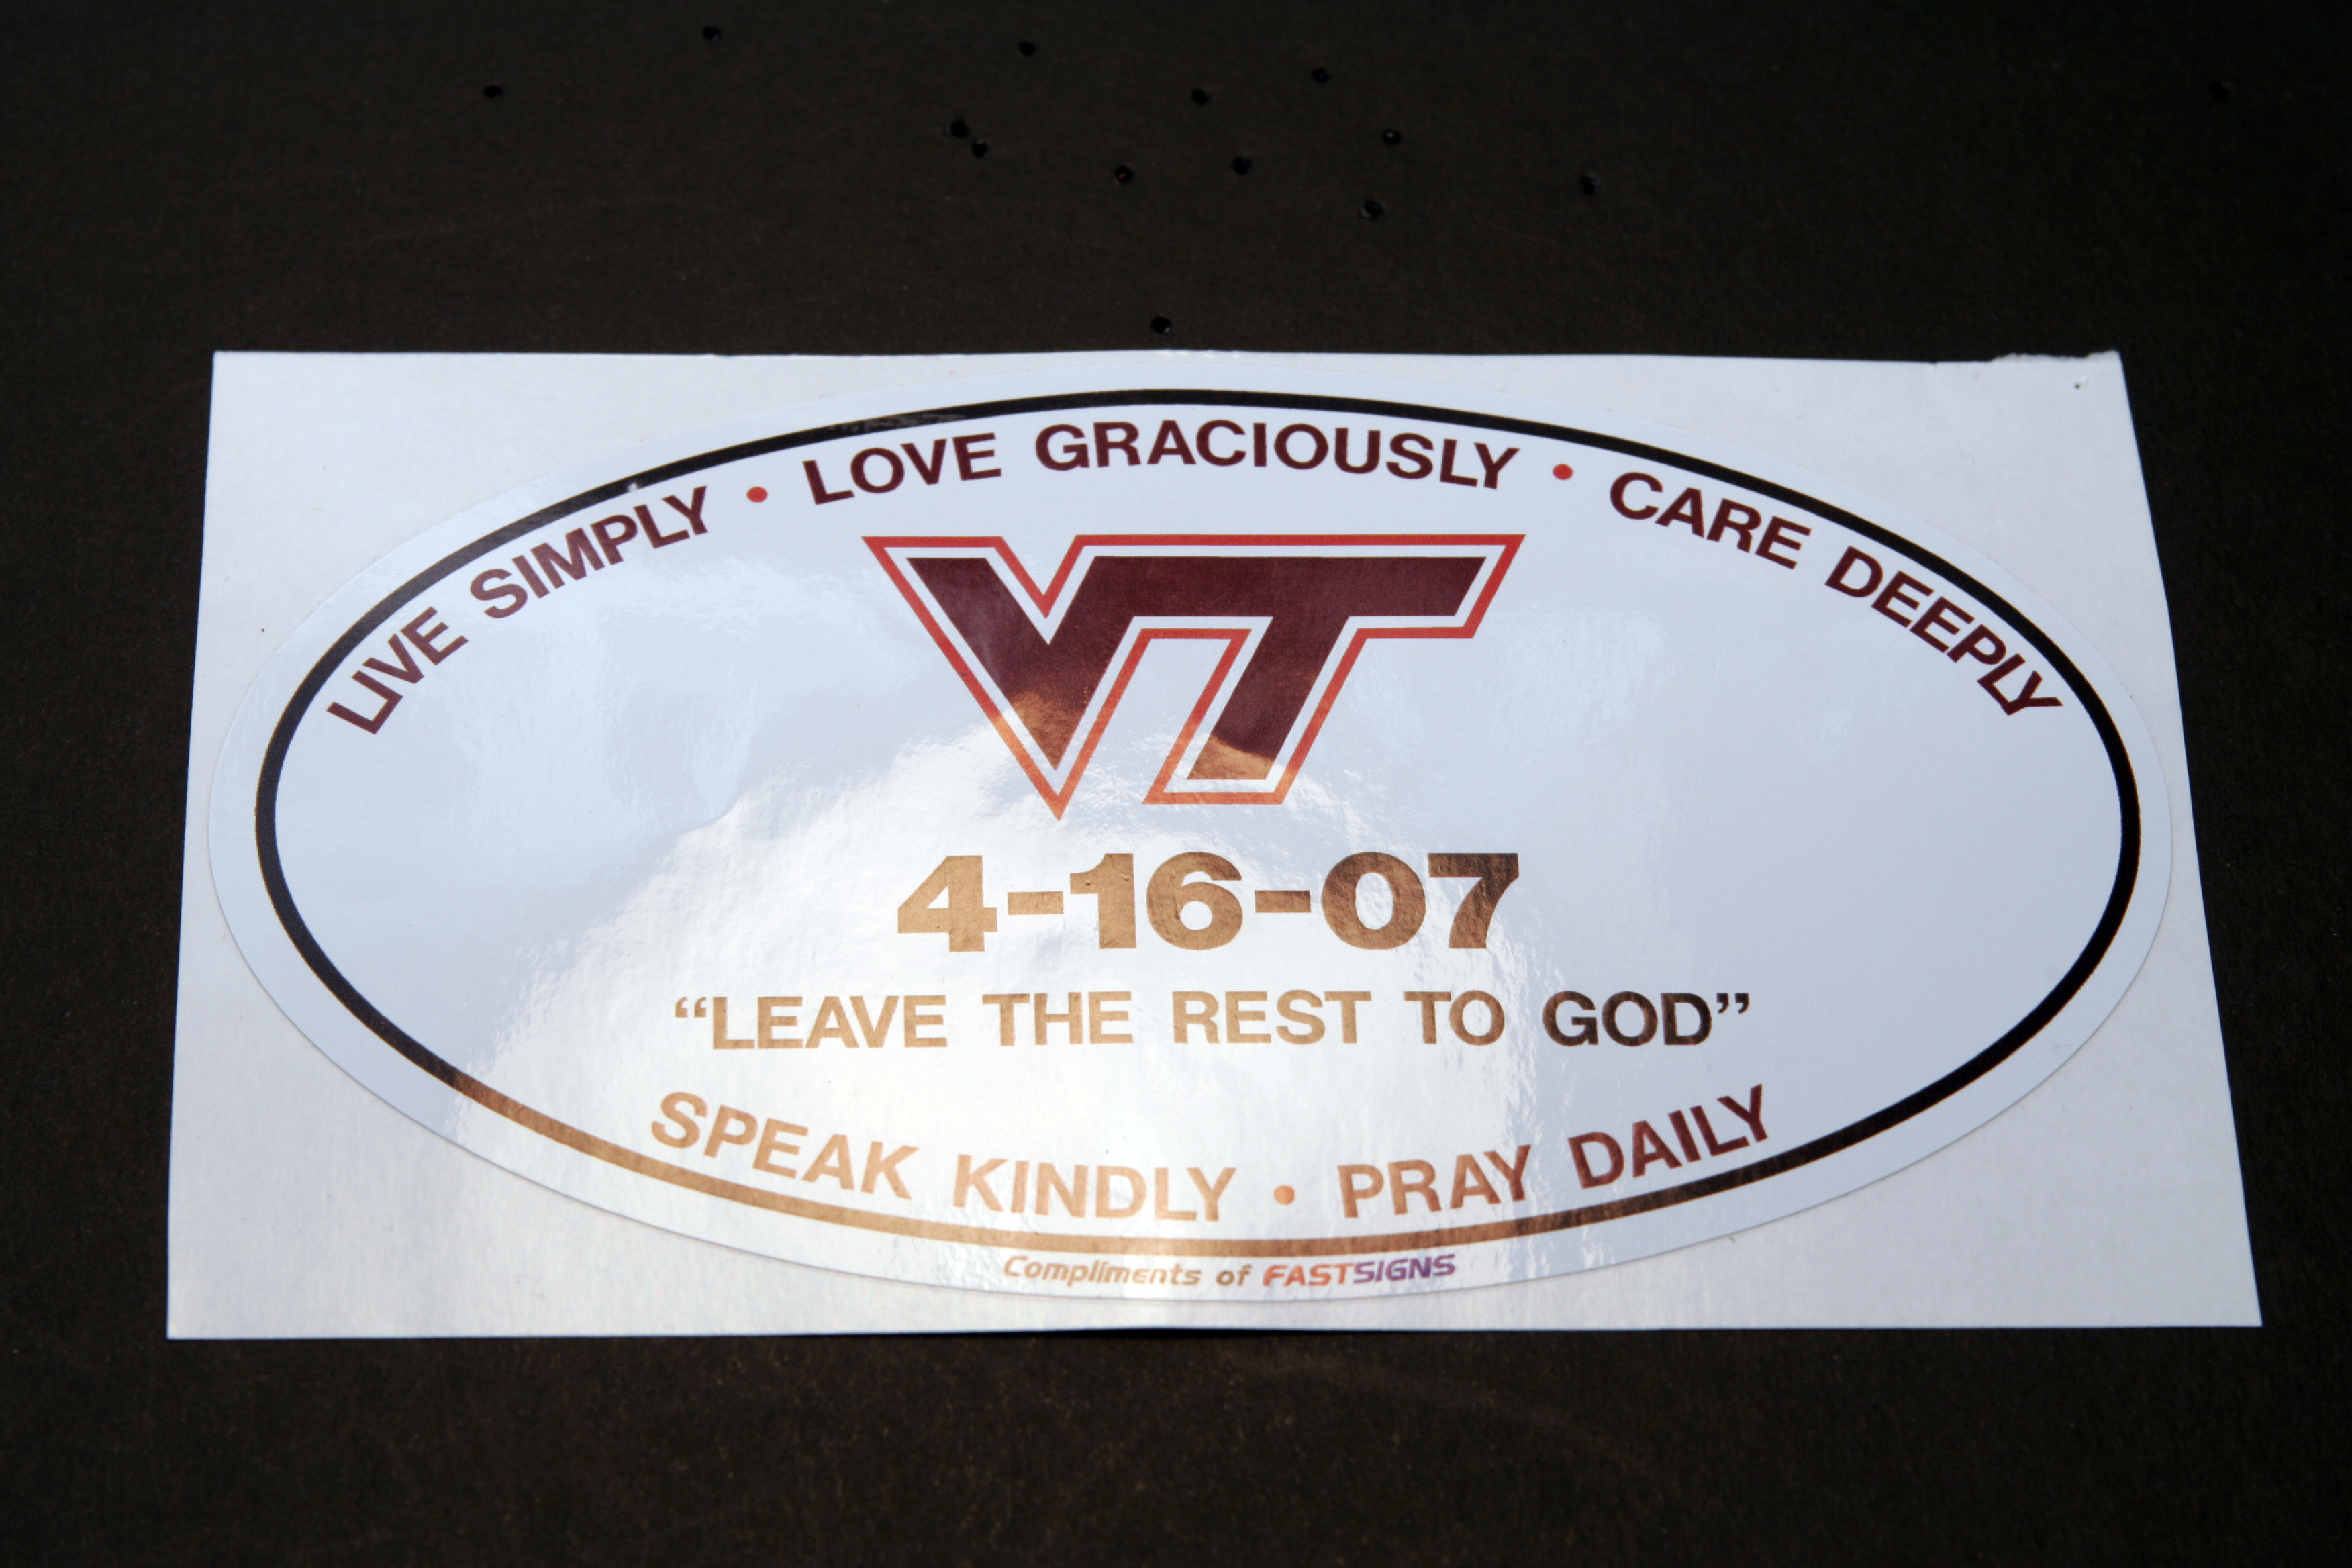 LIVE SIMPLY • LOVE GRACIOUSLY • CARE DEEPLY
VT
4-16-07
“LEAVE THE REST TO GOD”
SPEAK KINDLY • PRAY DAILY
Compliments of FASTSIGNS